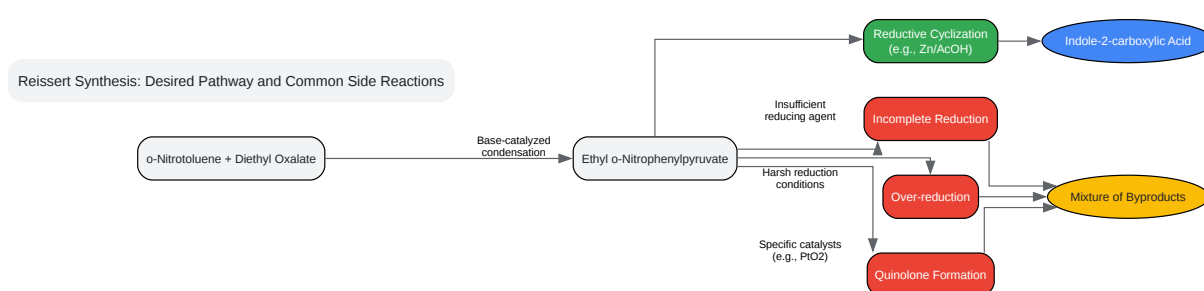 Reissert Synthesis: Desired Pathway and Common Side Reactions
o-Nitrotoluene + Diethyl Oxalate
Base-catalyzed
condensation
Ethyl o-Nitrophenylpyruvate
Reductive Cyclization
(e.g., Zn/AcOH)
Indole-2-carboxylic Acid
Insufficient
reducing agent
Incomplete Reduction
Harsh reduction
conditions
Over-reduction
Mixture of Byproducts
Specific catalysts
(e.g., PtO2)
Quinolone Formation